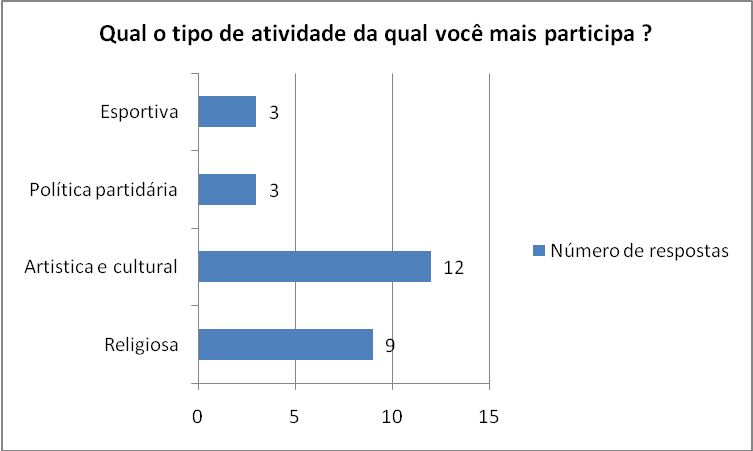 Qual o tipo de atividade da qual você mais participa ?
Esportiva
3
Política partidária
3
Artistica e cultural
12
Religiosa
9
0
5
10
15
Número de respostas